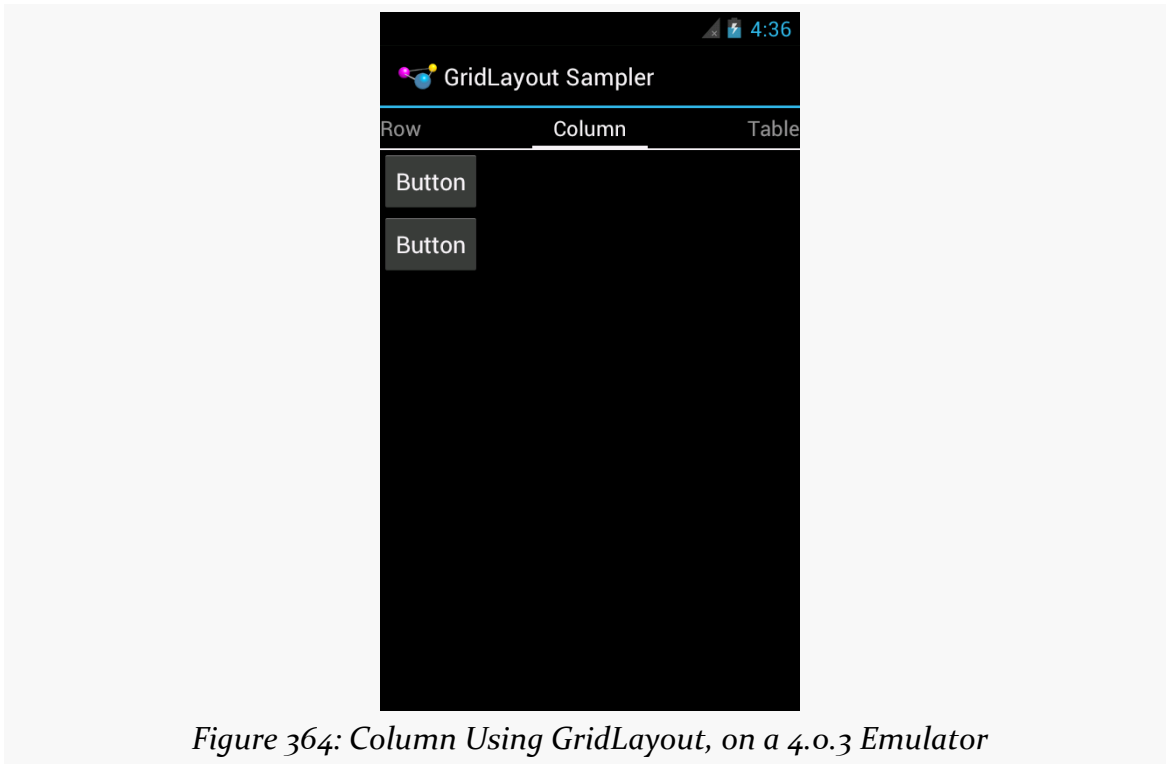 4:36
GridLayout Sampler
Row Column Table
Button
Button
Figure 364: Column Using GridLayout, on a 4.0.3 Emulator